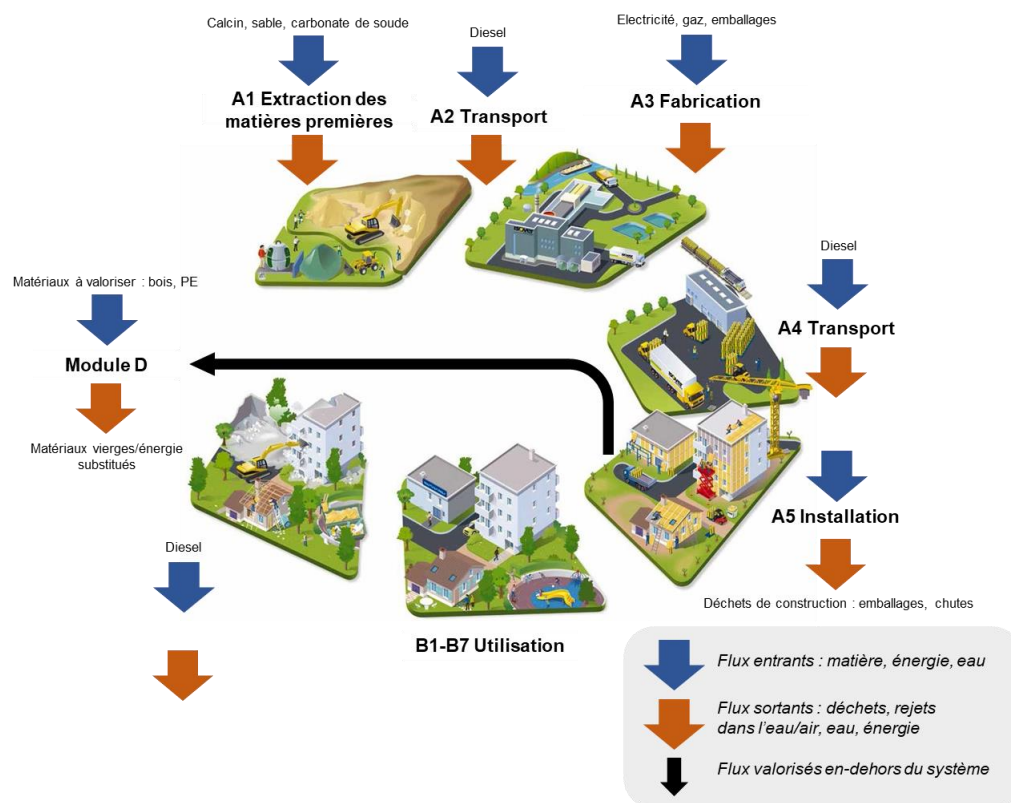 Calcin, sable, carbonate de soude
Diesel
Electricité, gaz, emballages
A1 Extraction des
matières premières
A2 Transport
A3 Fabrication
Diesel
A4 Transport
Matériaux à valoriser : bois, PE
Module D
Matériaux vierges/énergie
substitués
A5 Installation
Déchets de construction : emballages, chutes
Diesel
B1-B7 Utilisation
Flux entrants : matière, énergie, eau
Flux sortants : déchets, rejets
dans l’eau/air, eau, énergie
Flux valorisés en-dehors du système